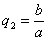 q₂ = b/a